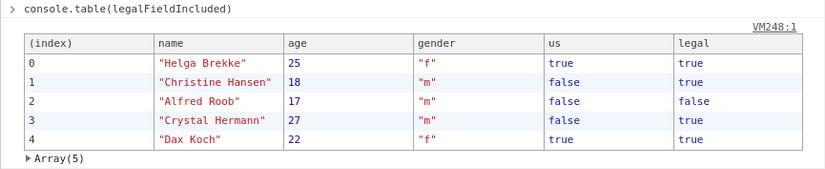 console.table(legalFieldIncluded)
VM248:1
(index) name age gender us legal
0 "Helga Brekke" 25 "f" true true
1 "Christine Hansen" 18 "m" false true
2 "Alfred Roob" 17 "m" false false
3 "Crystal Hermann" 27 "m" false true
4 "Dax Koch" 22 "f" true true
Array(5)